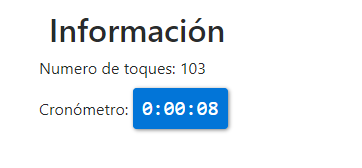 Información
Numero de toques: 103
Cronómetro: 0:00:08